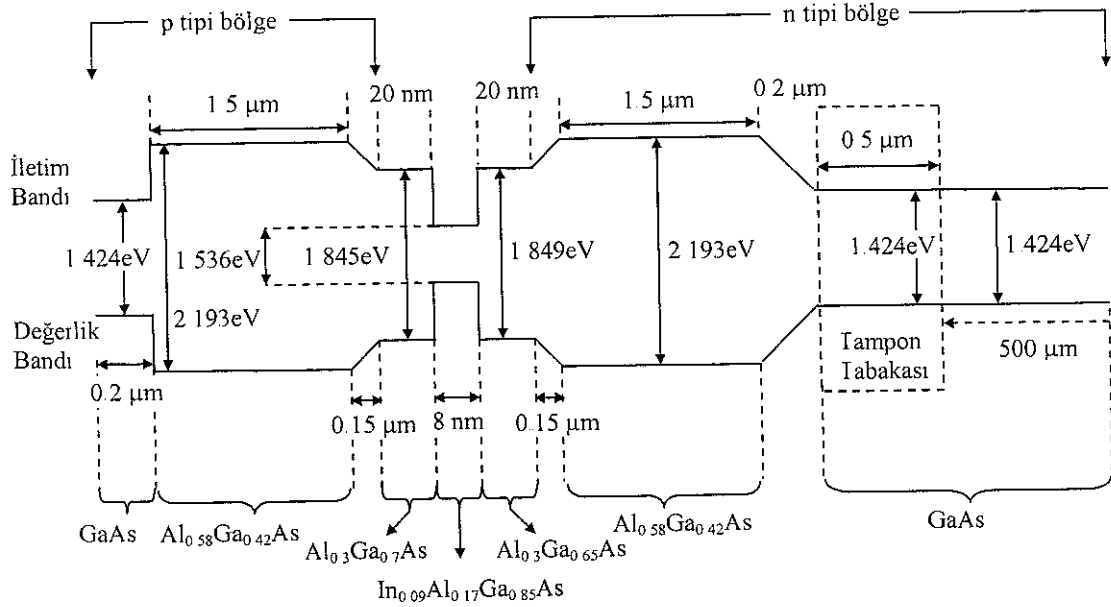 p tipi bölge
n tipi bölge
1 5 µm
20 nm
20 nm
1.5 µm
0 2 µm
0 5 µm
İletim
Bandı
1 424eV
1 536eV
1 845eV
1 849eV
2 193eV
1.424eV
1.424eV
2 193eV
Değerlik
Bandı
Tampon
Tabakası
500 µm
0.2 µm
0.15 µm
8 nm
0.15 µm
GaAs
Al0 58Ga0 42As
Al0 3Ga0 7As
In0 09Al0 17Ga0 85As
Al0 3Ga0 65As
Al0 58Ga0 42As
GaAs